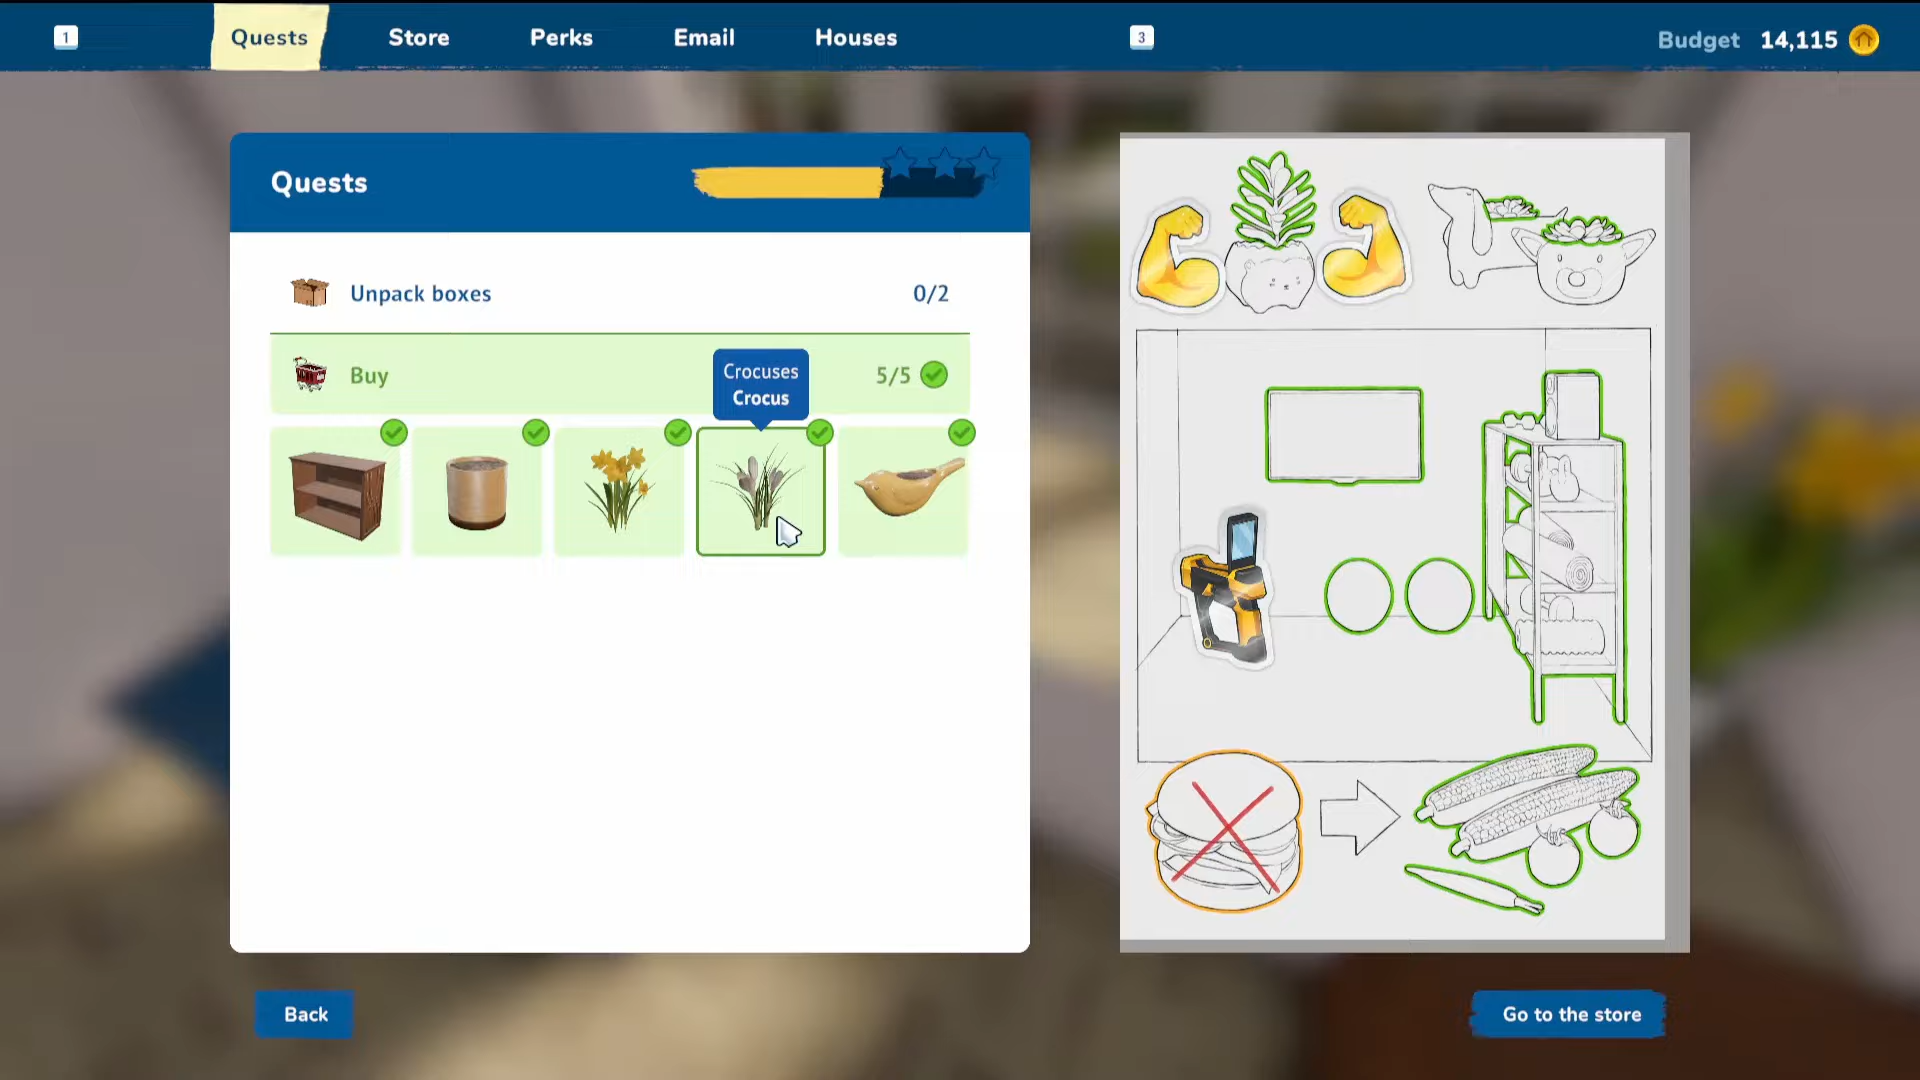 1
Quests
Store
Perks
Email
Houses
3
Budget 14,115
Quests
Unpack boxes 0/2
Buy 5/5
Crocuses
Crocus
Back
Go to the store